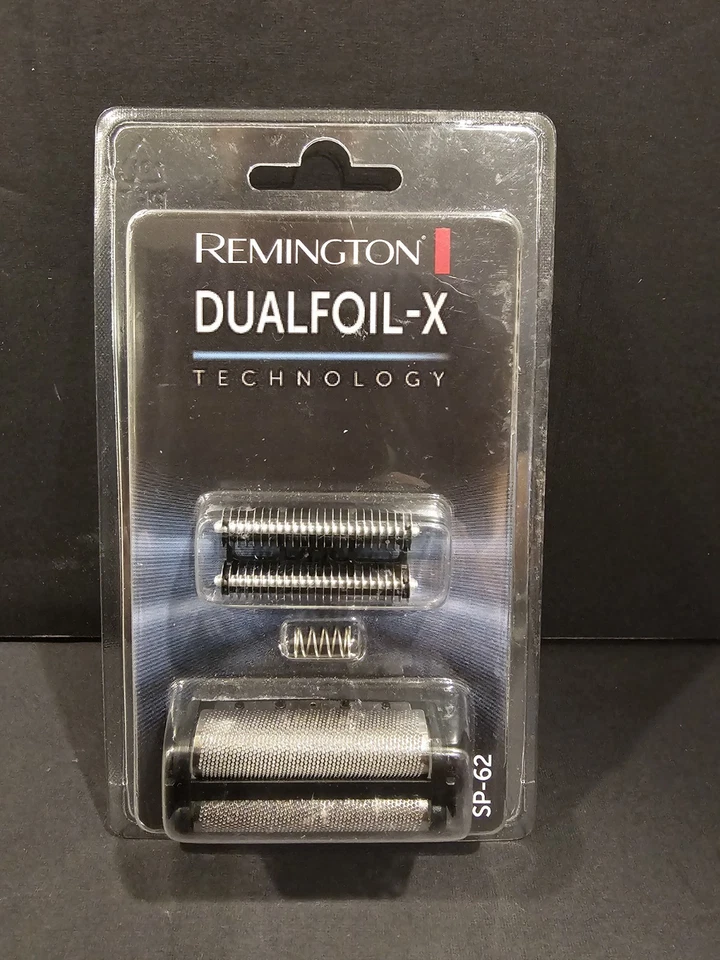 REMINGTON®
DUALFOIL-X
TECHNOLOGY
SP-62